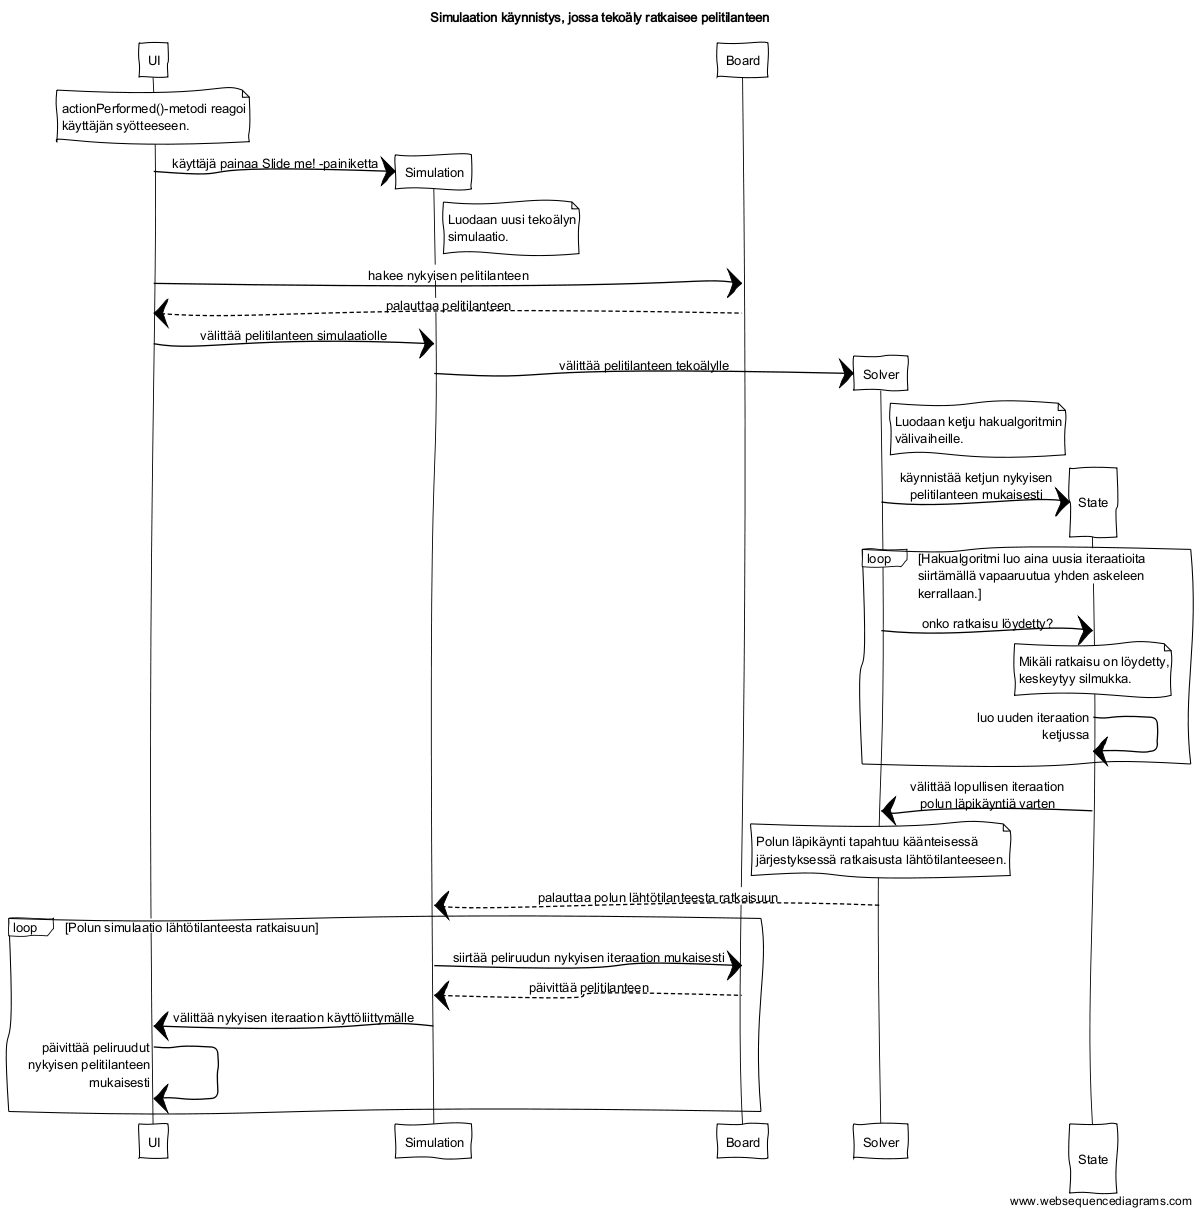 Simulaation käynnistys, jossa tekoäly ratkaisee pelitilanteen
UI
Board
actionPerformed()-metodi reagoi
käyttäjän syötteeseen.
käyttäjä painaa Slide me! -painiketta
Simulation
Luodaan uusi tekoälyn
simulaatio.
hakee nykyisen pelitilanteen
palauttaa pelitilanteen
välittää pelitilanteen simulaatiolle
välittää pelitilanteen tekoälylle
Solver
Luodaan ketju hakualgoritmin
välivaiheille.
käynnistää ketjun nykyisen
pelitilanteen mukaisesti
State
loop
[Hakualgoritmi luo aina uusia iteraatioita
siirtämällä vapaaruutua yhden askeleen
kerrallaan.]
onko ratkaisu löydetty?
Mikäli ratkaisu on löydetty,
keskeytyy silmukka.
luo uuden iteraation
ketjussa
välittää lopullisen iteraation
polun läpikäyntiä varten
Polun läpikäynti tapahtuu käänteisessä
järjestyksessä ratkaisusta lähtötilanteeseen.
palauttaa polun lähtötilanteesta ratkaisuun
loop
[Polun simulaatio lähtötilanteesta ratkaisuun]
siirtää peliruudun nykyisen iteraation mukaisesti
päivittää pelitilanteen
välittää nykyisen iteraation käyttöliittymälle
päivittää peliruudut
nykyisen pelitilanteen
mukaisesti
UI
Simulation
Board
Solver
State
www.websequencediagrams.com